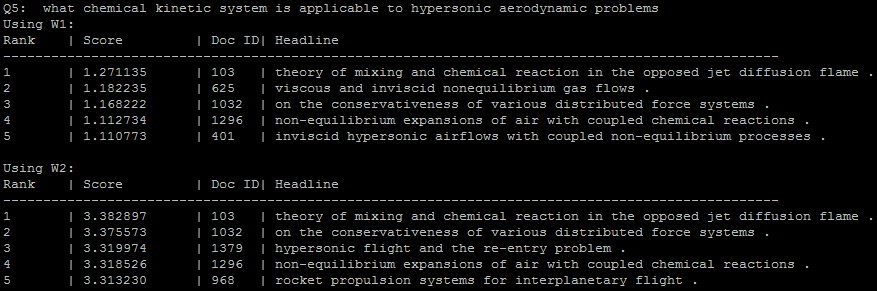 Q5:  what chemical kinetic system is applicable to hypersonic aerodynamic problems
Using W1:
Rank    | Score         | Doc ID| Headline
--------------------------------------------------------------------------------
1       | 1.271135      | 103   | theory of mixing and chemical reaction in the opposed jet diffusion flame .
2       | 1.182235      | 625   | viscous and inviscid nonequilibrium gas flows .
3       | 1.168222      | 1032  | on the conservativeness of various distributed force systems .
4       | 1.112734      | 1296  | non-equilibrium expansions of air with coupled chemical reactions .
5       | 1.110773      | 401   | inviscid hypersonic airflows with coupled non-equilibrium processes .
Using W2:
Rank    | Score         | Doc ID| Headline
--------------------------------------------------------------------------------
1       | 3.382897      | 103   | theory of mixing and chemical reaction in the opposed jet diffusion flame .
2       | 3.375573      | 1032  | on the conservativeness of various distributed force systems .
3       | 3.319974      | 1379  | hypersonic flight and the re-entry problem .
4       | 3.318526      | 1296  | non-equilibrium expansions of air with coupled chemical reactions .
5       | 3.313230      | 968   | rocket propulsion systems for interplanetary flight .